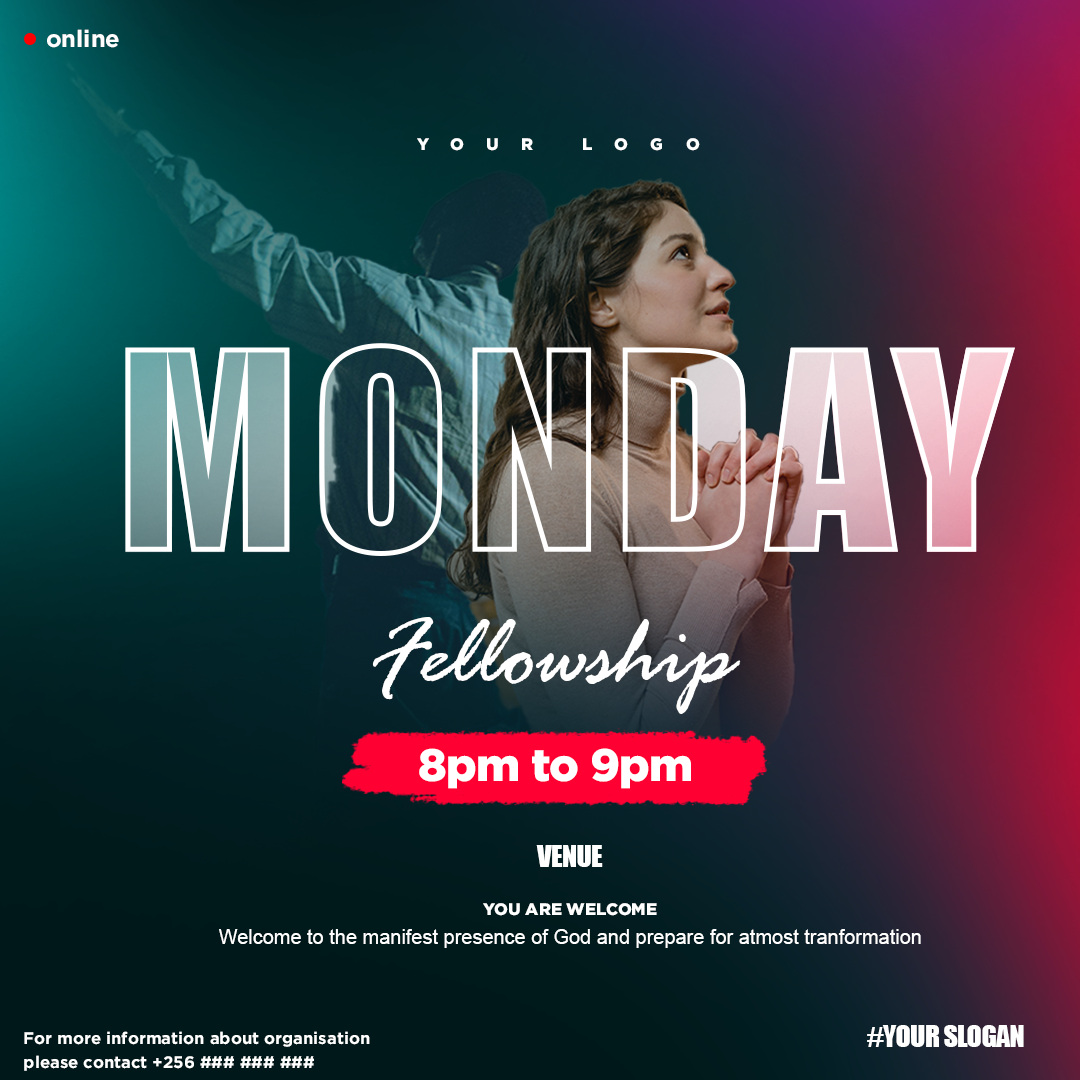 online
YOUR LOGO
MONDAY
Fellowship
8pm to 9pm
VENUE
YOU ARE WELCOME
Welcome to the manifest presence of God and prepare for atmost tranformation
For more information about organisation
please contact +256 ### ### ###
#YOUR SLOGAN